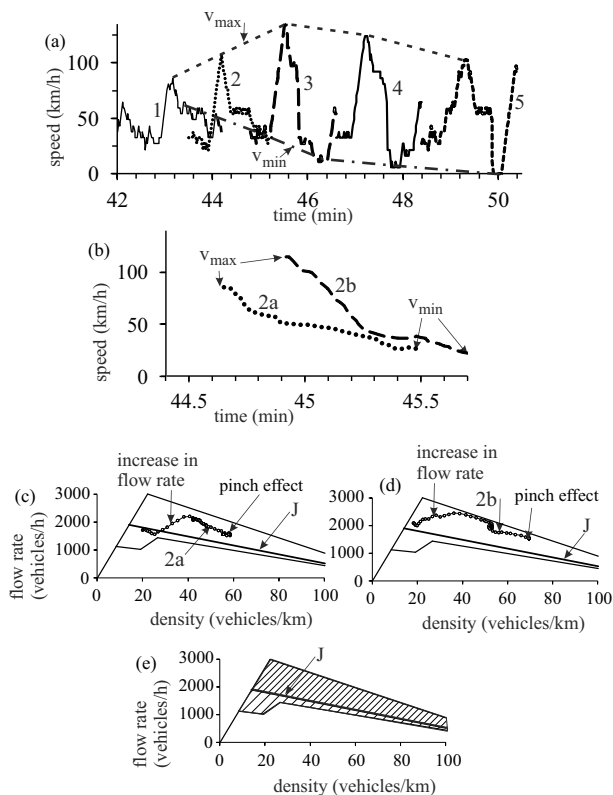 (a)
speed (km/h)
100
50
0
v_max
1
2
3
4
5
v_min
42 44 46 48 50
time (min)
(b)
speed (km/h)
100
50
0
v_max
2b
2a
v_min
44.5 45 45.5
time (min)
(c)
increase in
flow rate
pinch effect
J
2a
flow rate
(vehicles/h)
3000
2000
1000
0
0 20 40 60 80 100
density (vehicles/km)
(d)
increase in
flow rate
2b
pinch effect
J
3000
2000
1000
0
0 20 40 60 80 100
density (vehicles/km)
(e)
J
flow rate
(vehicles/h)
3000
2000
1000
0
0 20 40 60 80 100
density (vehicles/km)